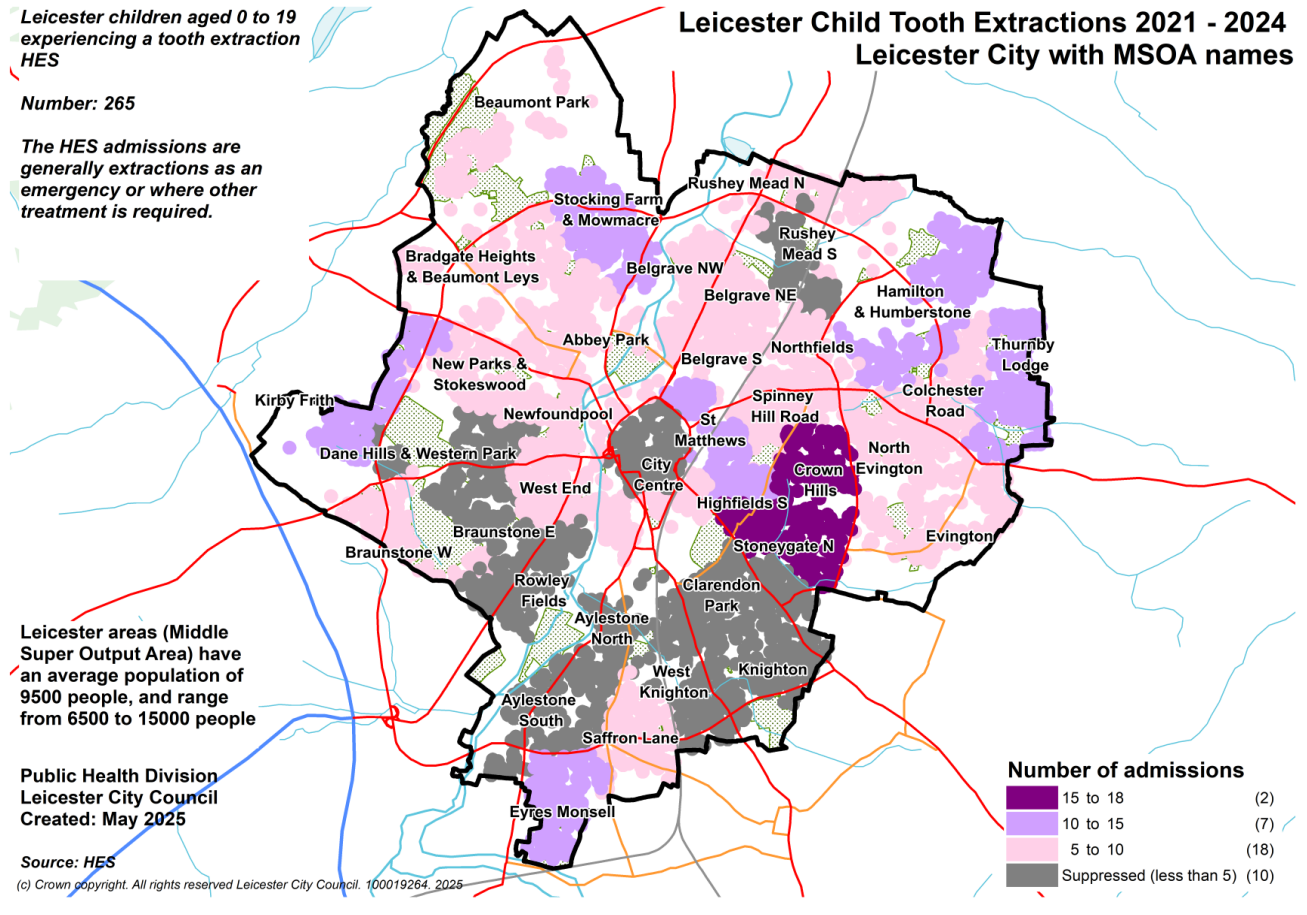 Leicester children aged 0 to 19
experiencing a tooth extraction
HES
Number: 265
The HES admissions are
generally extractions as an
emergency or where other
treatment is required.
Leicester Child Tooth Extractions 2021 - 2024
Leicester City with MSOA names
Beaumont Park
Rushey Mead N
Stocking Farm
& Mowmacre
Rushey
Mead S
Bradgate Heights
& Beaumont Leys
Belgrave NW
Belgrave NE
Hamilton
& Humberstone
Abbey Park
Northfields
Thurnby
Lodge
Belgrave S
New Parks &
Stokeswood
Kirby Frith
Spinney
Hill Road
Colchester
Road
Newfoundpool
St
Matthews
Dane Hills & Western Park
North
Evington
City
Centre
Crown
Hills
West End
Highfields S
Braunstone E
Stoneygate N
Evington
Braunstone W
Rowley
Fields
Clarendon
Park
Aylestone
North
West
Knighton
Knighton
Aylestone
South
Saffron Lane
Eyres Monsell
Leicester areas (Middle
Super Output Area) have
an average population of
9500 people, and range
from 6500 to 15000 people
Public Health Division
Leicester City Council
Created: May 2025
Source: HES
(c) Crown copyright. All rights reserved Leicester City Council. 100019264. 2025
Number of admissions
15 to 18 (2)
10 to 15 (7)
5 to 10 (18)
Suppressed (less than 5) (10)